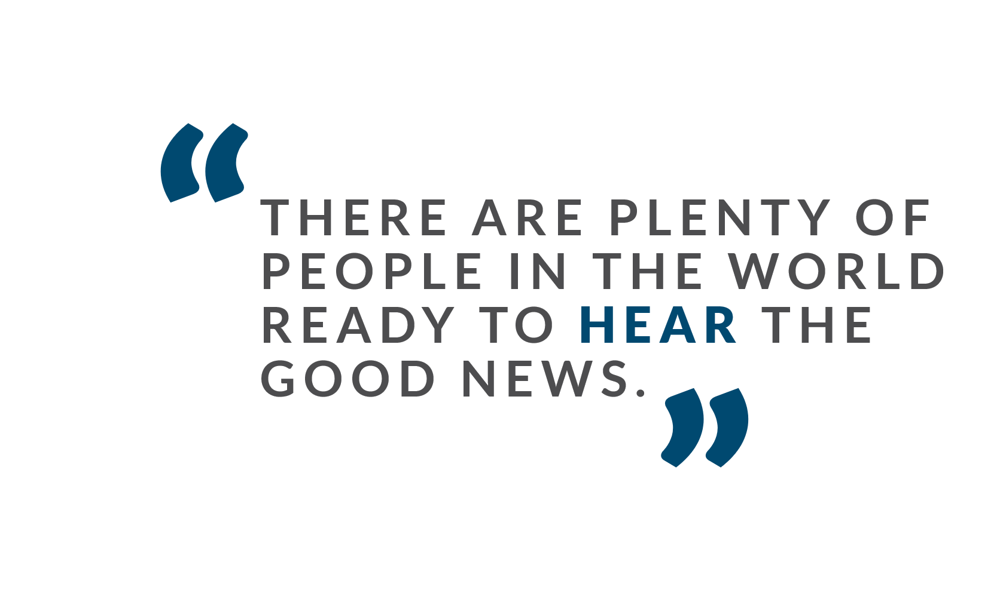 “THERE ARE PLENTY OF
PEOPLE IN THE WORLD
READY TO HEAR THE
GOOD NEWS.”